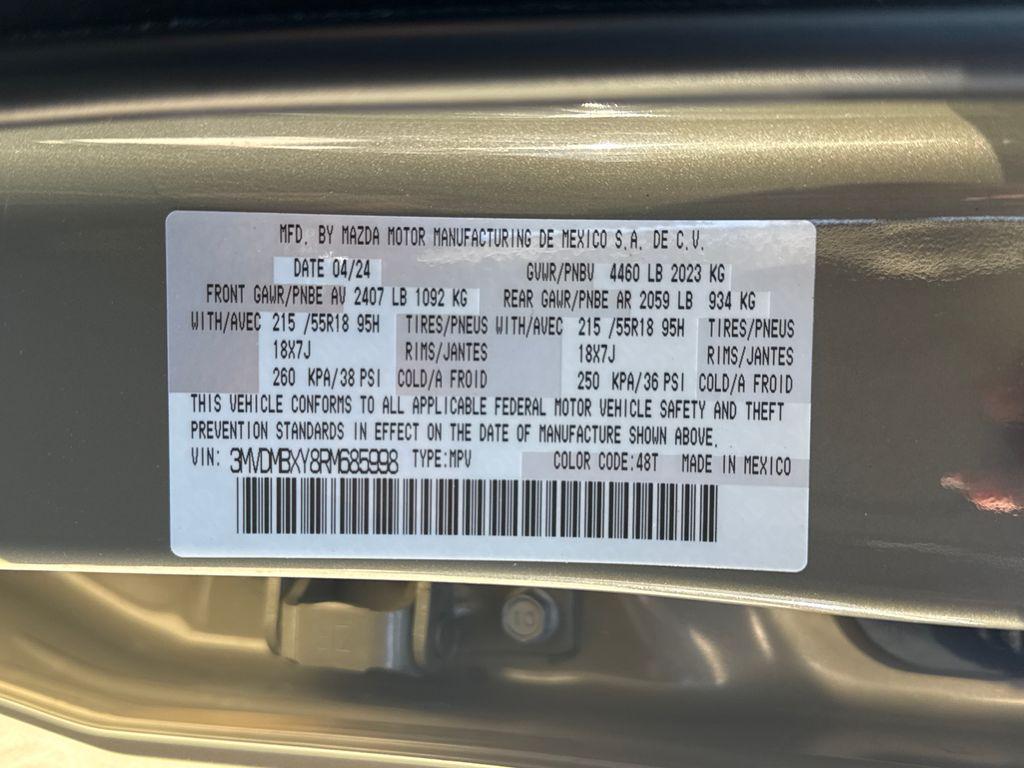 MFD. BY MAZDA MOTOR MANUFACTURING DE MEXICO S.A. DE C.V.
DATE 04/24 GVWR/PNBV 4460 LB 2023 KG
FRONT GAWR/PNBE AV 2407 LB 1092 KG REAR GAWR/PNBE AR 2059 LB 934 KG
WITH/AVEC 215 /55R18 95H TIRES/PNEUS WITH/AVEC 215 /55R18 95H TIRES/PNEUS
18X7J RIMS/JANTES 18X7J RIMS/JANTES
260 KPA/38 PSI COLD/A FROID 250 KPA/36 PSI COLD/A FROID
THIS VEHICLE CONFORMS TO ALL APPLICABLE FEDERAL MOTOR VEHICLE SAFETY AND THEFT
PREVENTION STANDARDS IN EFFECT ON THE DATE OF MANUFACTURE SHOWN ABOVE.
VIN: 3MVDMBXY8RM685998 TYPE:MPV COLOR CODE:48T MADE IN MEXICO